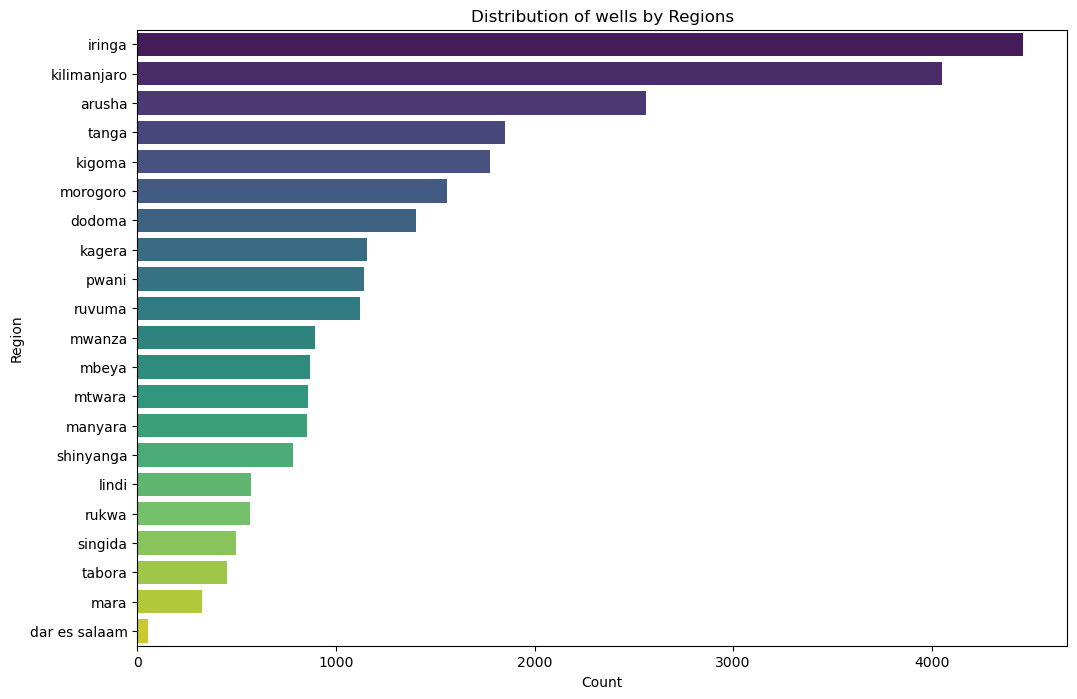 Distribution of wells by Regions
iringa
kilimanjaro
arusha
tanga
kigoma
morogoro
dodoma
kagera
pwani
ruvuma
mwanza
mbeya
mtwara
manyara
shinyanga
lindi
rukwa
singida
tabora
mara
dar es salaam
Region
0 1000 2000 3000 4000
Count